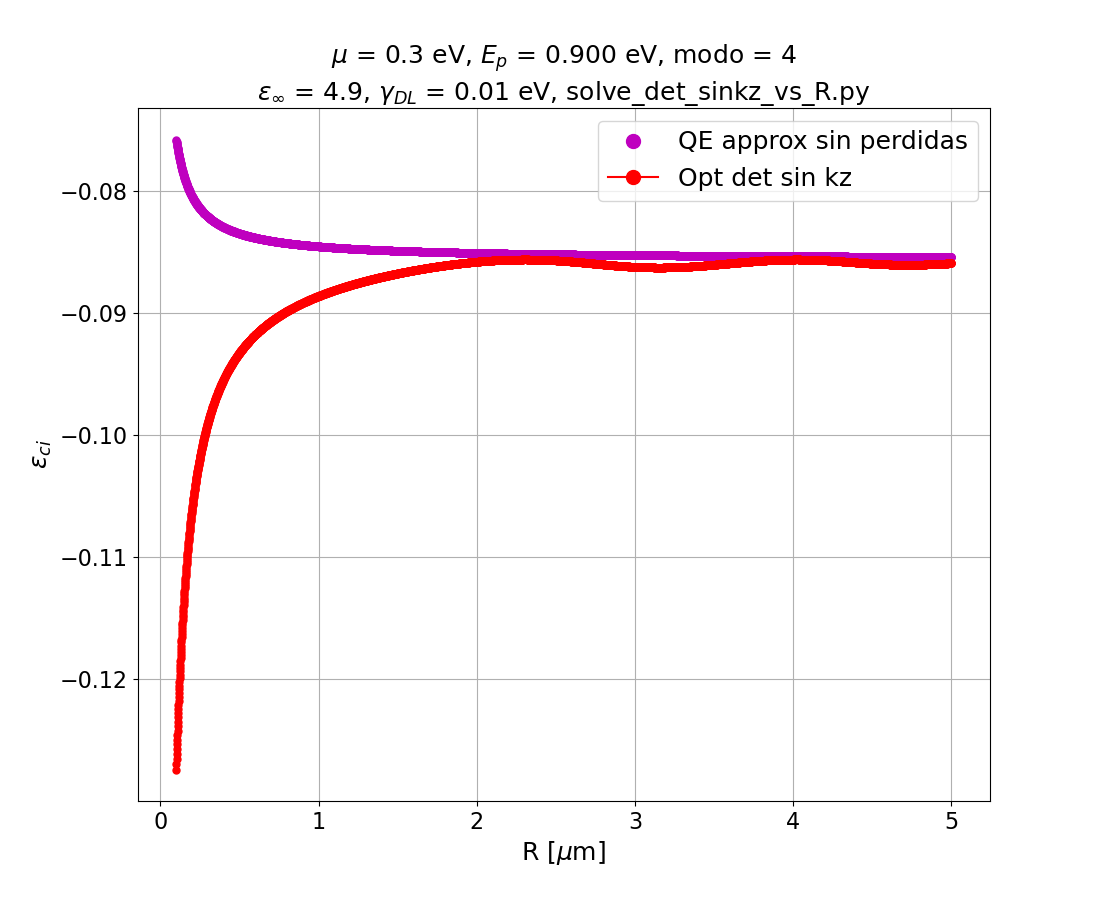 μ = 0.3 eV, E_p = 0.900 eV, modo = 4
ε_∞ = 4.9, γ_DL = 0.01 eV, solve_det_sinkz_vs_R.py
QE approx sin perdidas
Opt det sin kz
−0.08
−0.09
−0.10
−0.11
−0.12
ε_ci
0 1 2 3 4 5
R [μm]